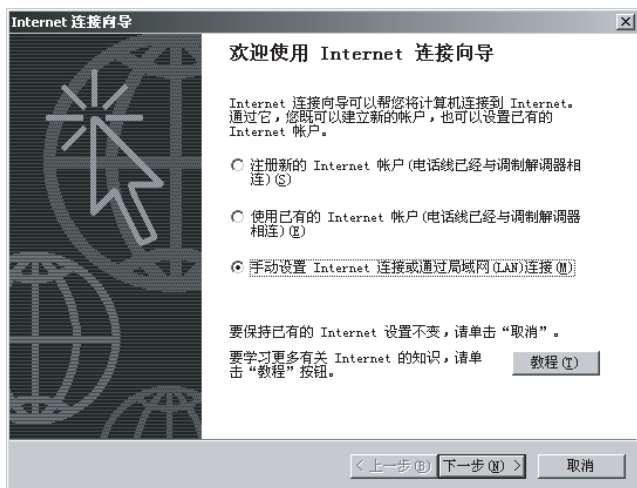 Internet 连接向导
欢迎使用 Internet 连接向导
Internet 连接向导可以帮您将计算机连接到 Internet。
通过它，您既可以建立新的帐户，也可以设置已有的
Internet 帐户。
注册新的 Internet 帐户(电话线已经与调制解调器相
连)(S)
使用已有的 Internet 帐户(电话线已经与调制解调器
相连)(E)
手动设置 Internet 连接或通过局域网(LAN)连接(M)
要保持已有的 Internet 设置不变，请单击“取消”。
要学习更多有关 Internet 的知识，请单
击“教程”按钮。
教程(T)
< 上一步(B)
下一步(N) >
取消